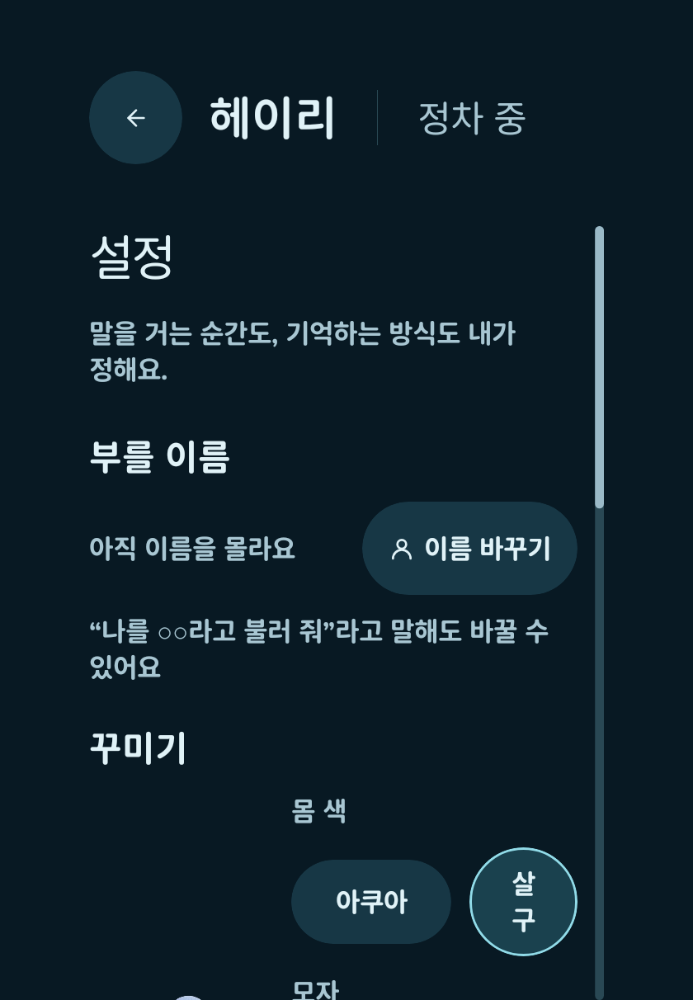 헤이리
정차 중
설정
말을 거는 순간도, 기억하는 방식도 내가
정해요.
부를 이름
아직 이름을 몰라요
이름 바꾸기
“나를 ○○라고 불러 줘”라고 말해도 바꿀 수
있어요
꾸미기
몸 색
아쿠아
살
구
모자